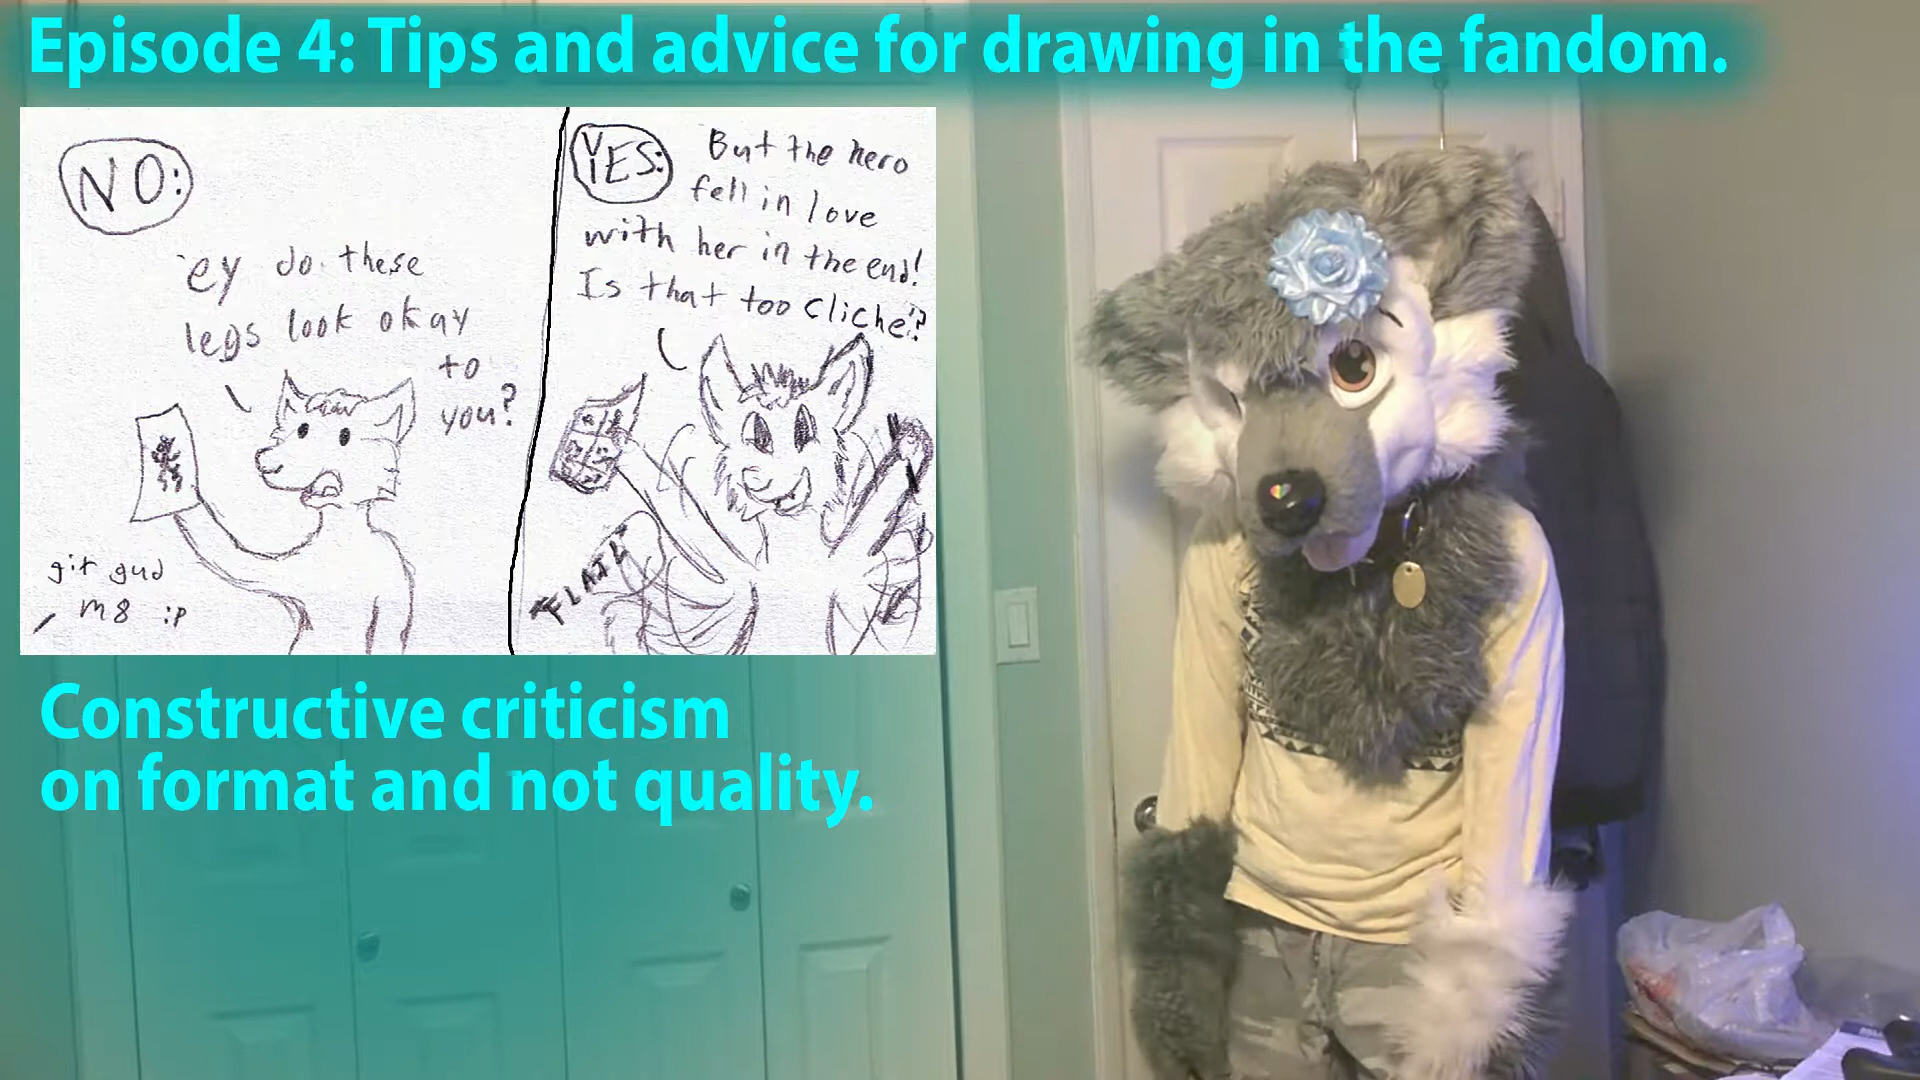 Episode 4: Tips and advice for drawing in the fandom.
NO:
'ey do these
legs look okay
to
you?
git gud
m8 :P
YES:
But the hero
fell in love
with her in the end!
Is that too cliche!?
*FLAIL*
Constructive criticism
on format and not quality.